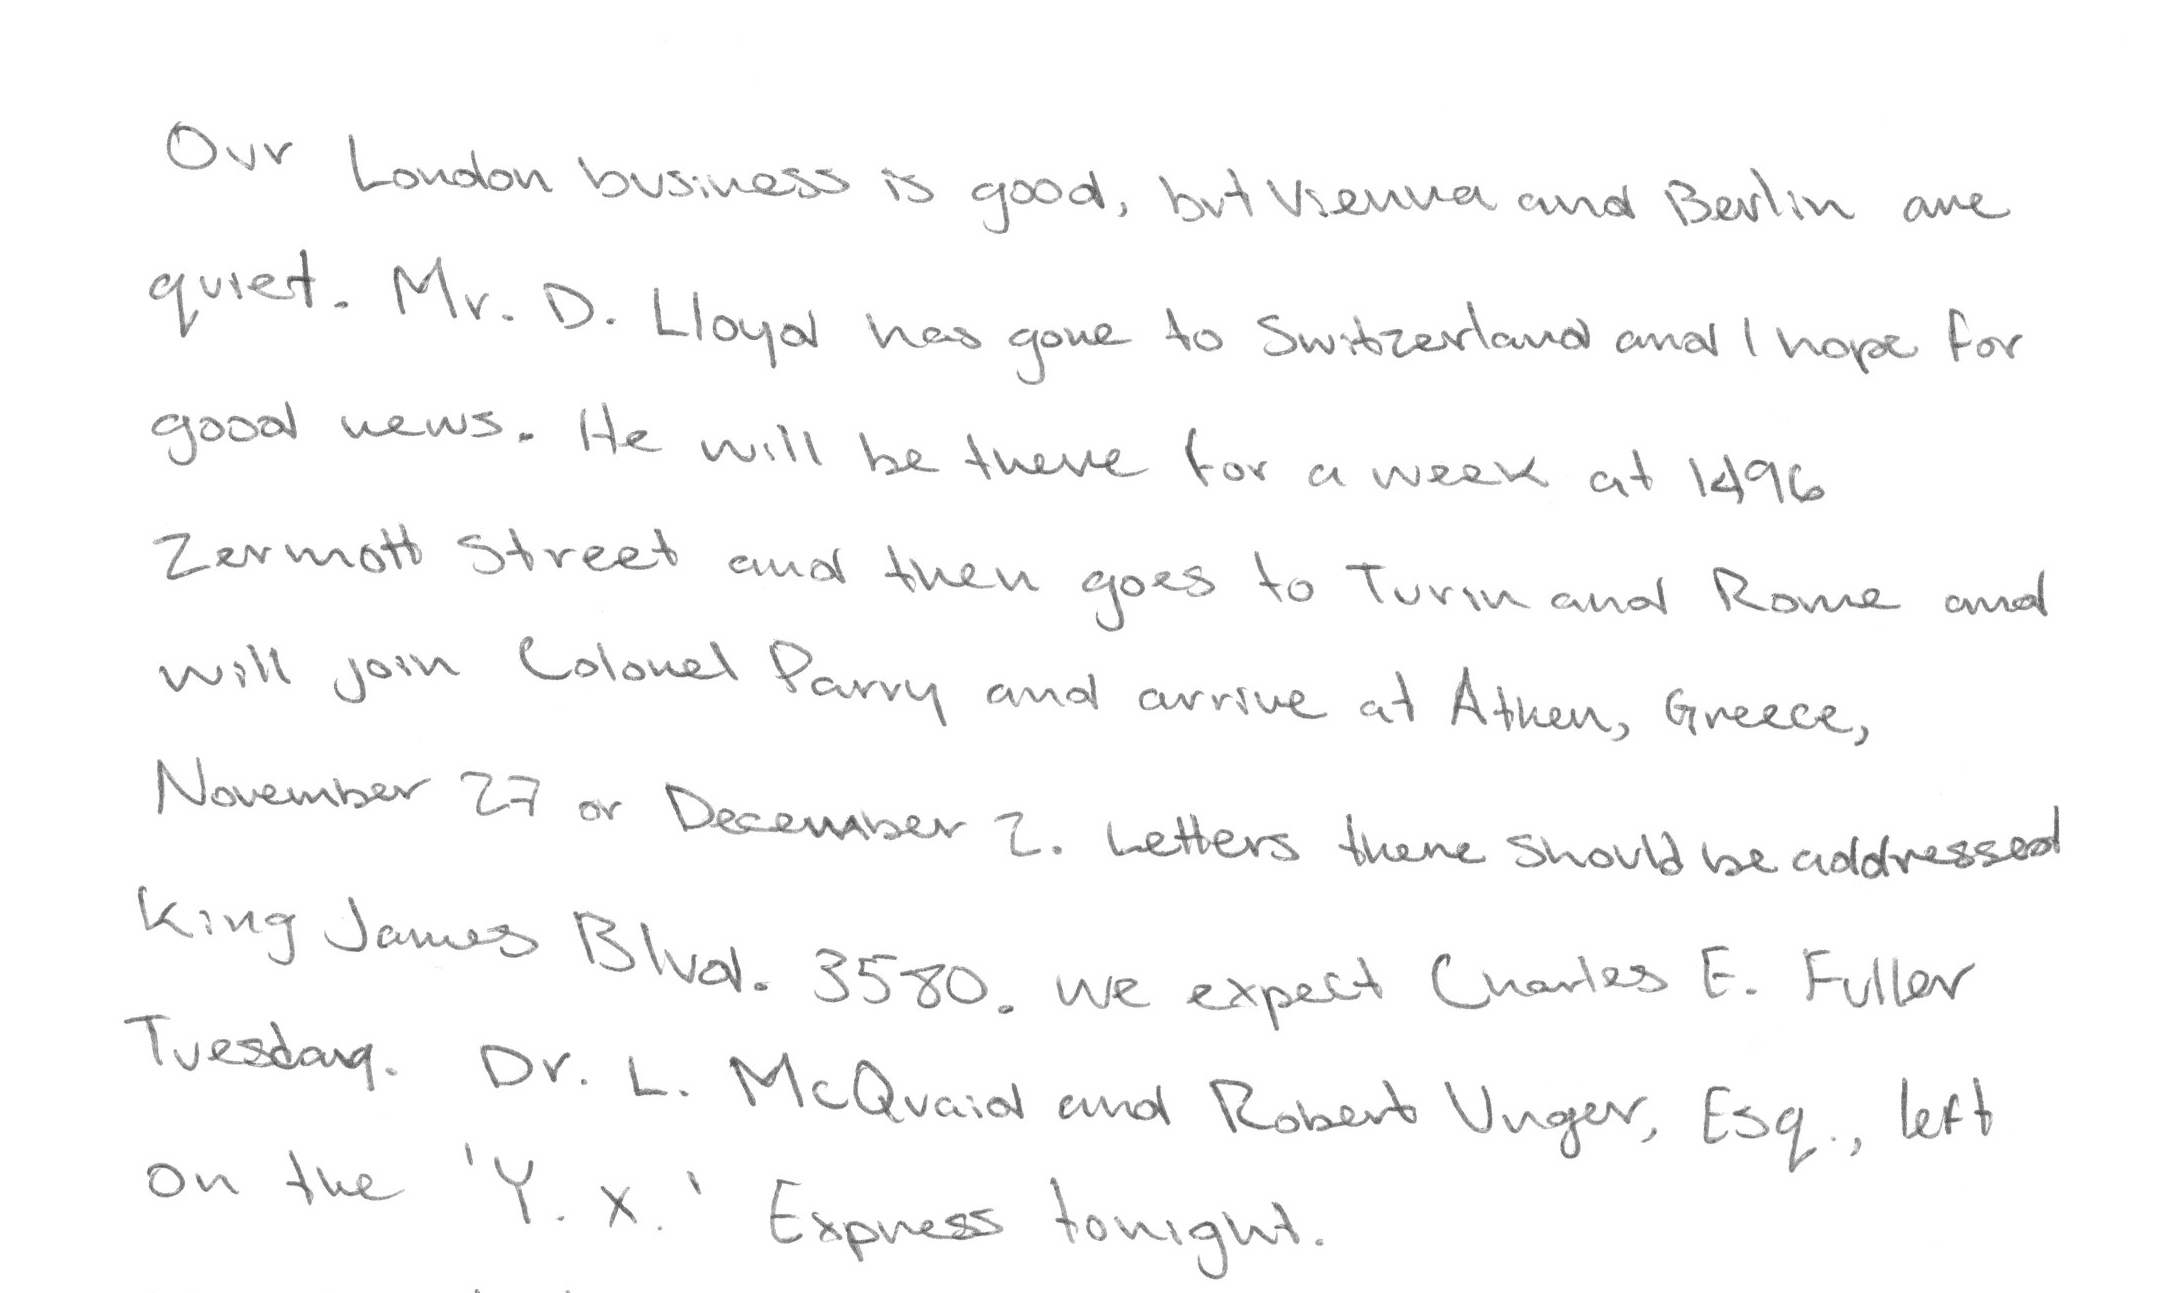 Our London business is good, but Vienna and Berlin are
quiet. Mr. D. Lloyd has gone to Switzerland and I hope for
good news. He will be there for a week at 1496
Zermott Street and then goes to Turin and Rome and
will join Colonel Parry and arrive at Athen, Greece,
November 27 or December 2. Letters there should be addressed
King James Blvd. 3580. We expect Charles E. Fuller
Tuesday. Dr. L. McQuaid and Robert Unger, Esq., left
on the 'Y. X.' Express tonight.